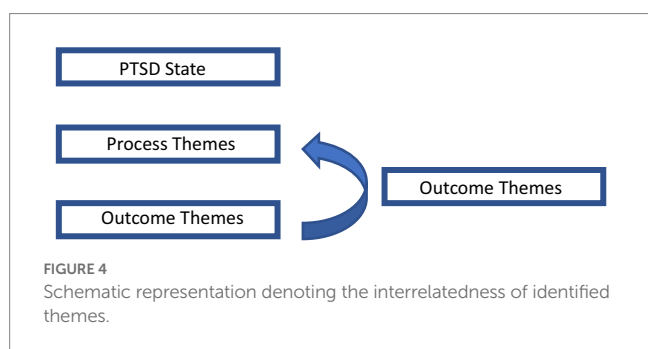 PTSD State
Process Themes
Outcome Themes
Outcome Themes
FIGURE 4
Schematic representation denoting the interrelatedness of identified
themes.